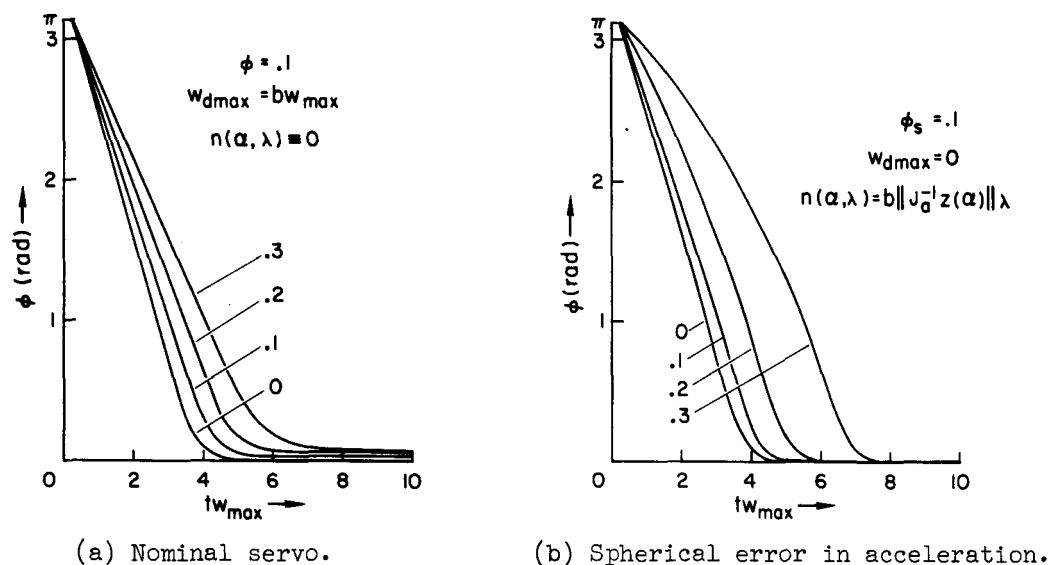 π
3
2
1
0
ϕ (rad)
ϕ = .1
w_dmax = bw_max
n(α, λ) ≡ 0
.3
.2
.1
0
2
4
6
8
10
tw_max
(a) Nominal servo.
π
3
2
1
0
ϕ (rad)
ϕ_s = .1
w_dmax = 0
n(α,λ) = b‖J_a^-1 z(α)‖λ
0
.1
.2
.3
2
4
6
8
10
tw_max
(b) Spherical error in acceleration.